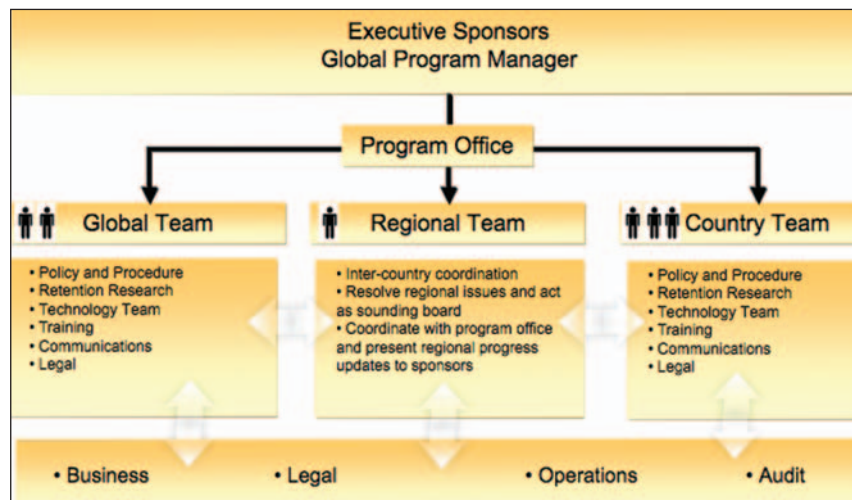 Executive Sponsors
Global Program Manager
Program Office
Global Team
Regional Team
Country Team
• Policy and Procedure
• Retention Research
• Technology Team
• Training
• Communications
• Legal
• Inter-country coordination
• Resolve regional issues and act
as sounding board
• Coordinate with program office
and present regional progress
updates to sponsors
• Policy and Procedure
• Retention Research
• Technology Team
• Training
• Communications
• Legal
• Business
• Legal
• Operations
• Audit